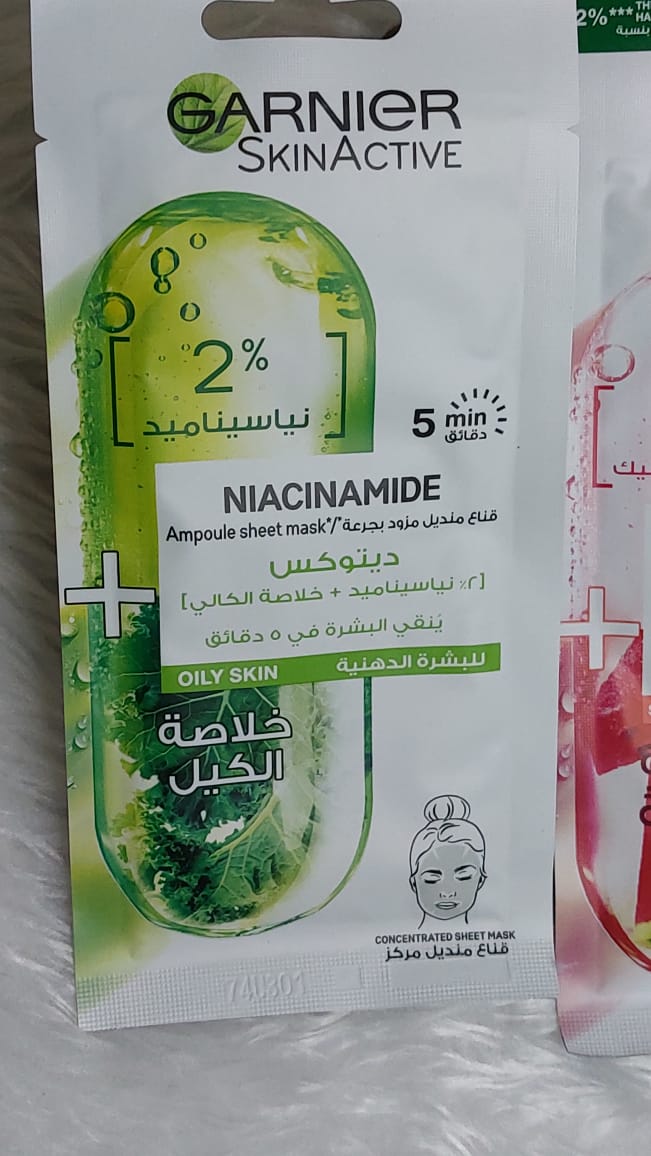 GARNIER
SKINACTIVE
[ 2%
نياسيناميد ]
5 min
دقائق
NIACINAMIDE
Ampoule sheet mask*/*قناع منديل مزود بجرعة
ديتوكس
[٢٪ نياسيناميد + خلاصة الكالي]
يُنقي البشرة في ٥ دقائق
OILY SKIN للبشرة الدهنية
+
خلاصة
الكيل
CONCENTRATED SHEET MASK
قناع منديل مركز
740301
2%***
بنسبة
+